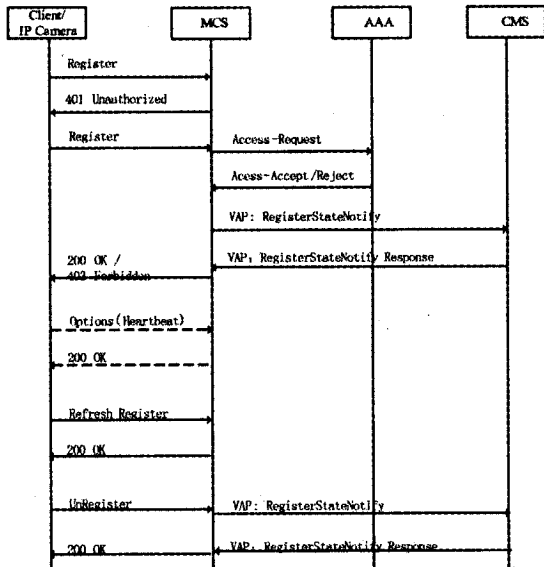 Client/
IP Camera
MCS
AAA
CMS
Register
401 Unauthorized
Register
Access-Request
Acess-Accept/Reject
VAP: RegisterStateNotify
VAP: RegisterStateNotify Response
200 OK /
403 Forbidden
Options(Heartbeat)
200 OK
Refresh Register
200 OK
UnRegister
VAP: RegisterStateNotify
200 OK
VAP: RegisterStateNotify Response